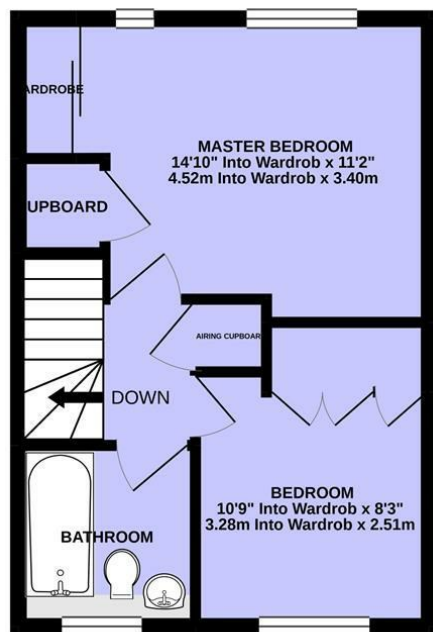 ARDROBE
MASTER BEDROOM
14'10" Into Wardrob x 11'2"
4.52m Into Wardrob x 3.40m
UPBOARD
AIRING CUPBOAR
DOWN
BEDROOM
10'9" Into Wardrob x 8'3"
3.28m Into Wardrob x 2.51m
BATHROOM